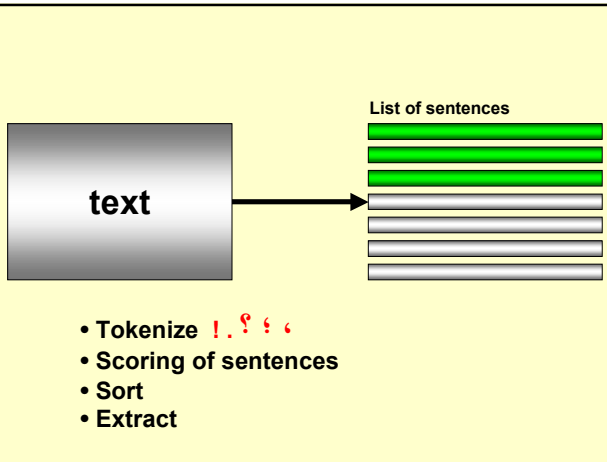 List of sentences
text
• Tokenize ! . ؟ ؛ ،
• Scoring of sentences
• Sort
• Extract